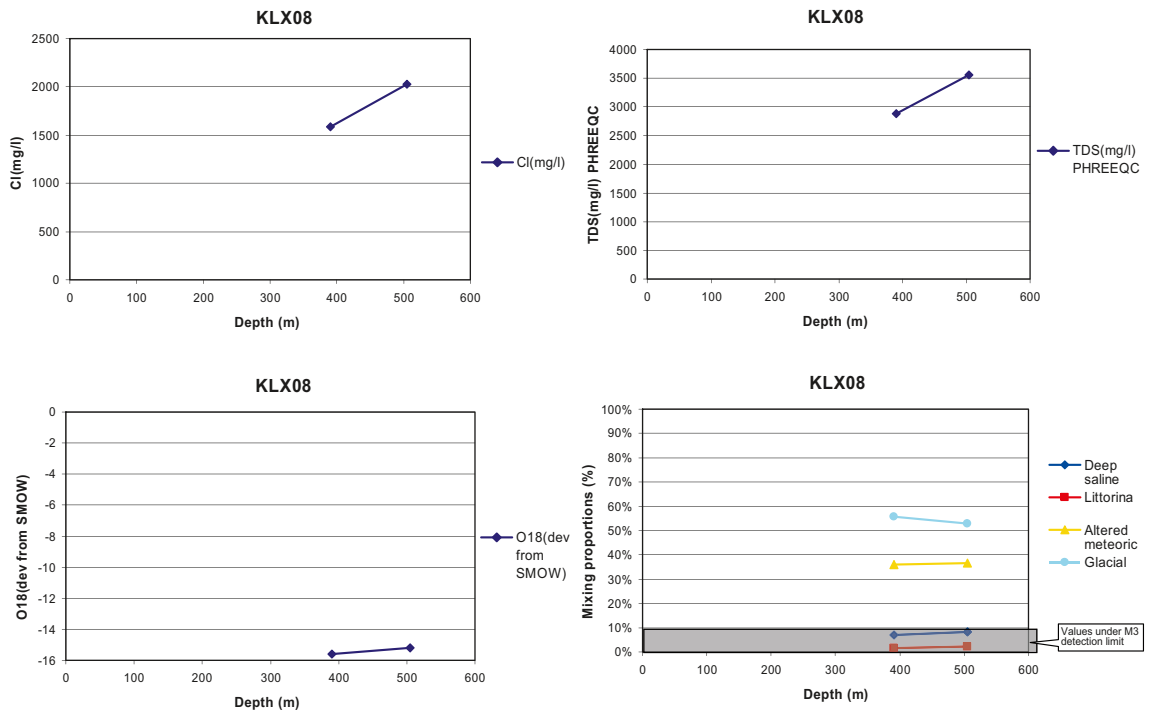 KLX08
2500
2000
1500
1000
500
0
0 100 200 300 400 500 600
Cl(mg/l)
Depth (m)
Cl(mg/l)
KLX08
4000
3500
3000
2500
2000
1500
1000
500
0
0 100 200 300 400 500 600
TDS(mg/l) PHREEQC
Depth (m)
TDS(mg/l)
PHREEQC
KLX08
0
-2
-4
-6
-8
-10
-12
-14
-16
0 100 200 300 400 500 600
O18(dev from SMOW)
Depth (m)
O18(dev
from
SMOW)
KLX08
100%
90%
80%
70%
60%
50%
40%
30%
20%
10%
0%
0 100 200 300 400 500 600
Mixing proportions (%)
Depth (m)
Deep
saline
Littorina
Altered
meteoric
Glacial
Values under M3
detection limit